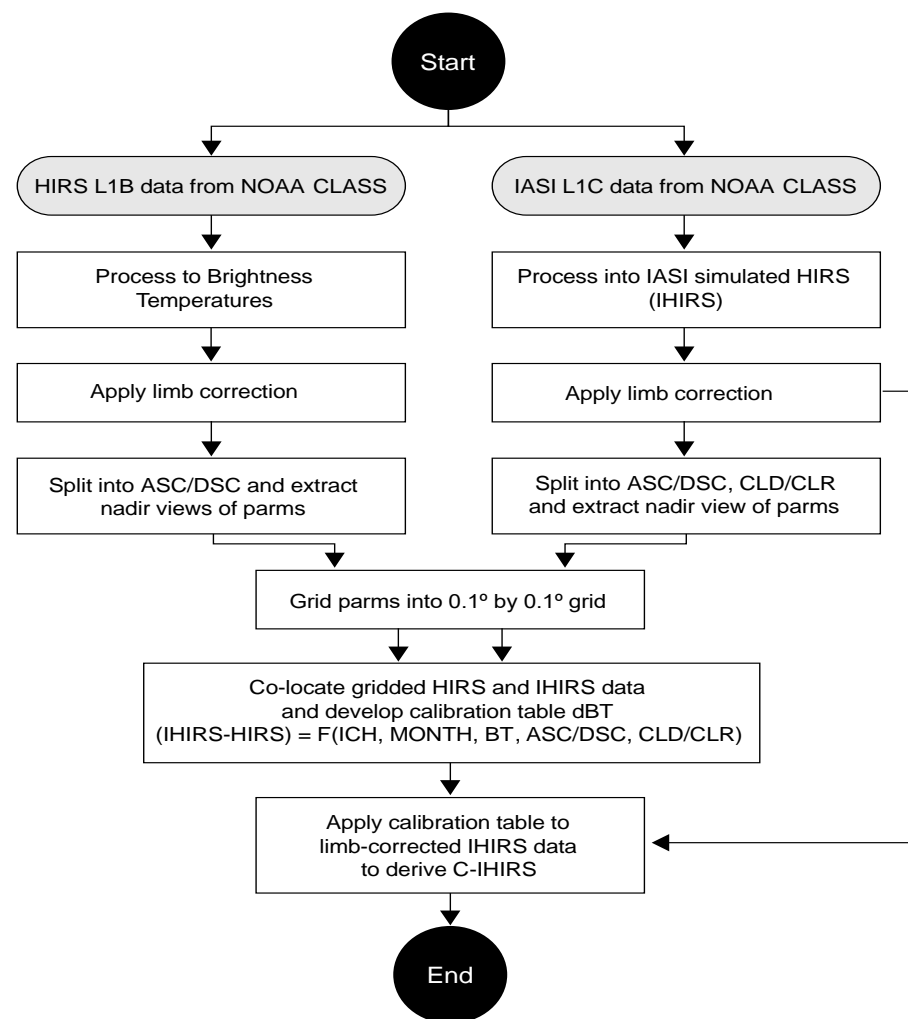 Start
HIRS L1B data from NOAA CLASS
IASI L1C data from NOAA CLASS
Process to Brightness
Temperatures
Process into IASI simulated HIRS
(IHIRS)
Apply limb correction
Apply limb correction
Split into ASC/DSC and extract
nadir views of parms
Split into ASC/DSC, CLD/CLR
and extract nadir view of parms
Grid parms into 0.1º by 0.1º grid
Co-locate gridded HIRS and IHIRS data
and develop calibration table dBT
(IHIRS-HIRS) = F(ICH, MONTH, BT, ASC/DSC, CLD/CLR)
Apply calibration table to
limb-corrected IHIRS data
to derive C-IHIRS
End